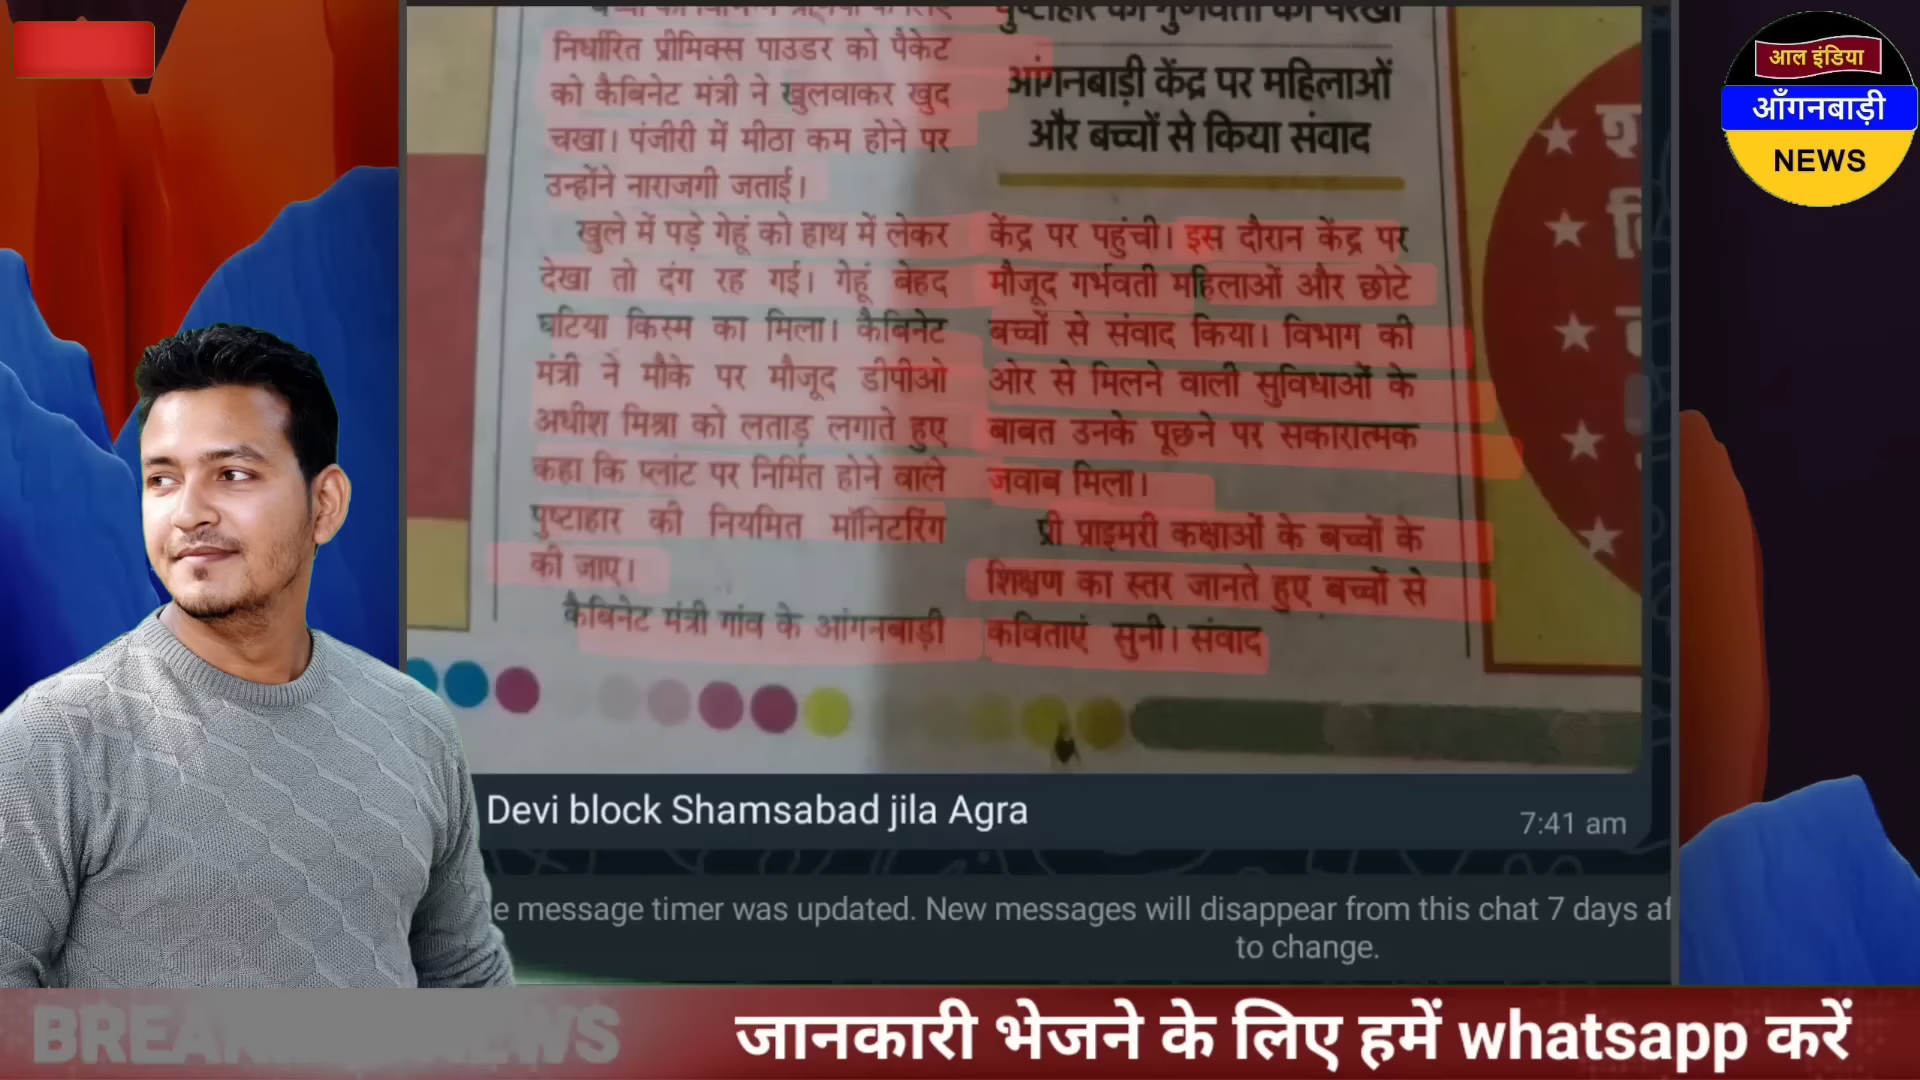 निर्धारित प्रीमिक्स पाउडर को पैकेट
को कैबिनेट मंत्री ने खुलवाकर खुद
चखा। पंजीरी में मीठा कम होने पर
उन्होंने नाराजगी जताई।
खुले में पड़े गेहूं को हाथ में लेकर
देखा तो दंग रह गई। गेहूं बेहद
घटिया किस्म का मिला। कैबिनेट
मंत्री ने मौके पर मौजूद डीपीओ
अधीश मिश्रा को लताड़ लगाते हुए
कहा कि प्लांट पर निर्मित होने वाले
पुष्टाहार की नियमित मॉनिटरिंग
की जाए।
कैबिनेट मंत्री गांव के आंगनबाड़ी
पुष्टाहार की गुणवत्ता को परखा
आंगनबाड़ी केंद्र पर महिलाओं
और बच्चों से किया संवाद
केंद्र पर पहुंची। इस दौरान केंद्र पर
मौजूद गर्भवती महिलाओं और छोटे
बच्चों से संवाद किया। विभाग की
ओर से मिलने वाली सुविधाओं के
बाबत उनके पूछने पर सकारात्मक
जवाब मिला।
प्री प्राइमरी कक्षाओं के बच्चों के
शिक्षण का स्तर जानते हुए बच्चों से
कविताएं सुनी। संवाद
आल इंडिया
आँगनबाड़ी
NEWS
Devi block Shamsabad jila Agra
7:41 am
e message timer was updated. New messages will disappear from this chat 7 days af
to change.
जानकारी भेजने के लिए हमें whatsapp करें